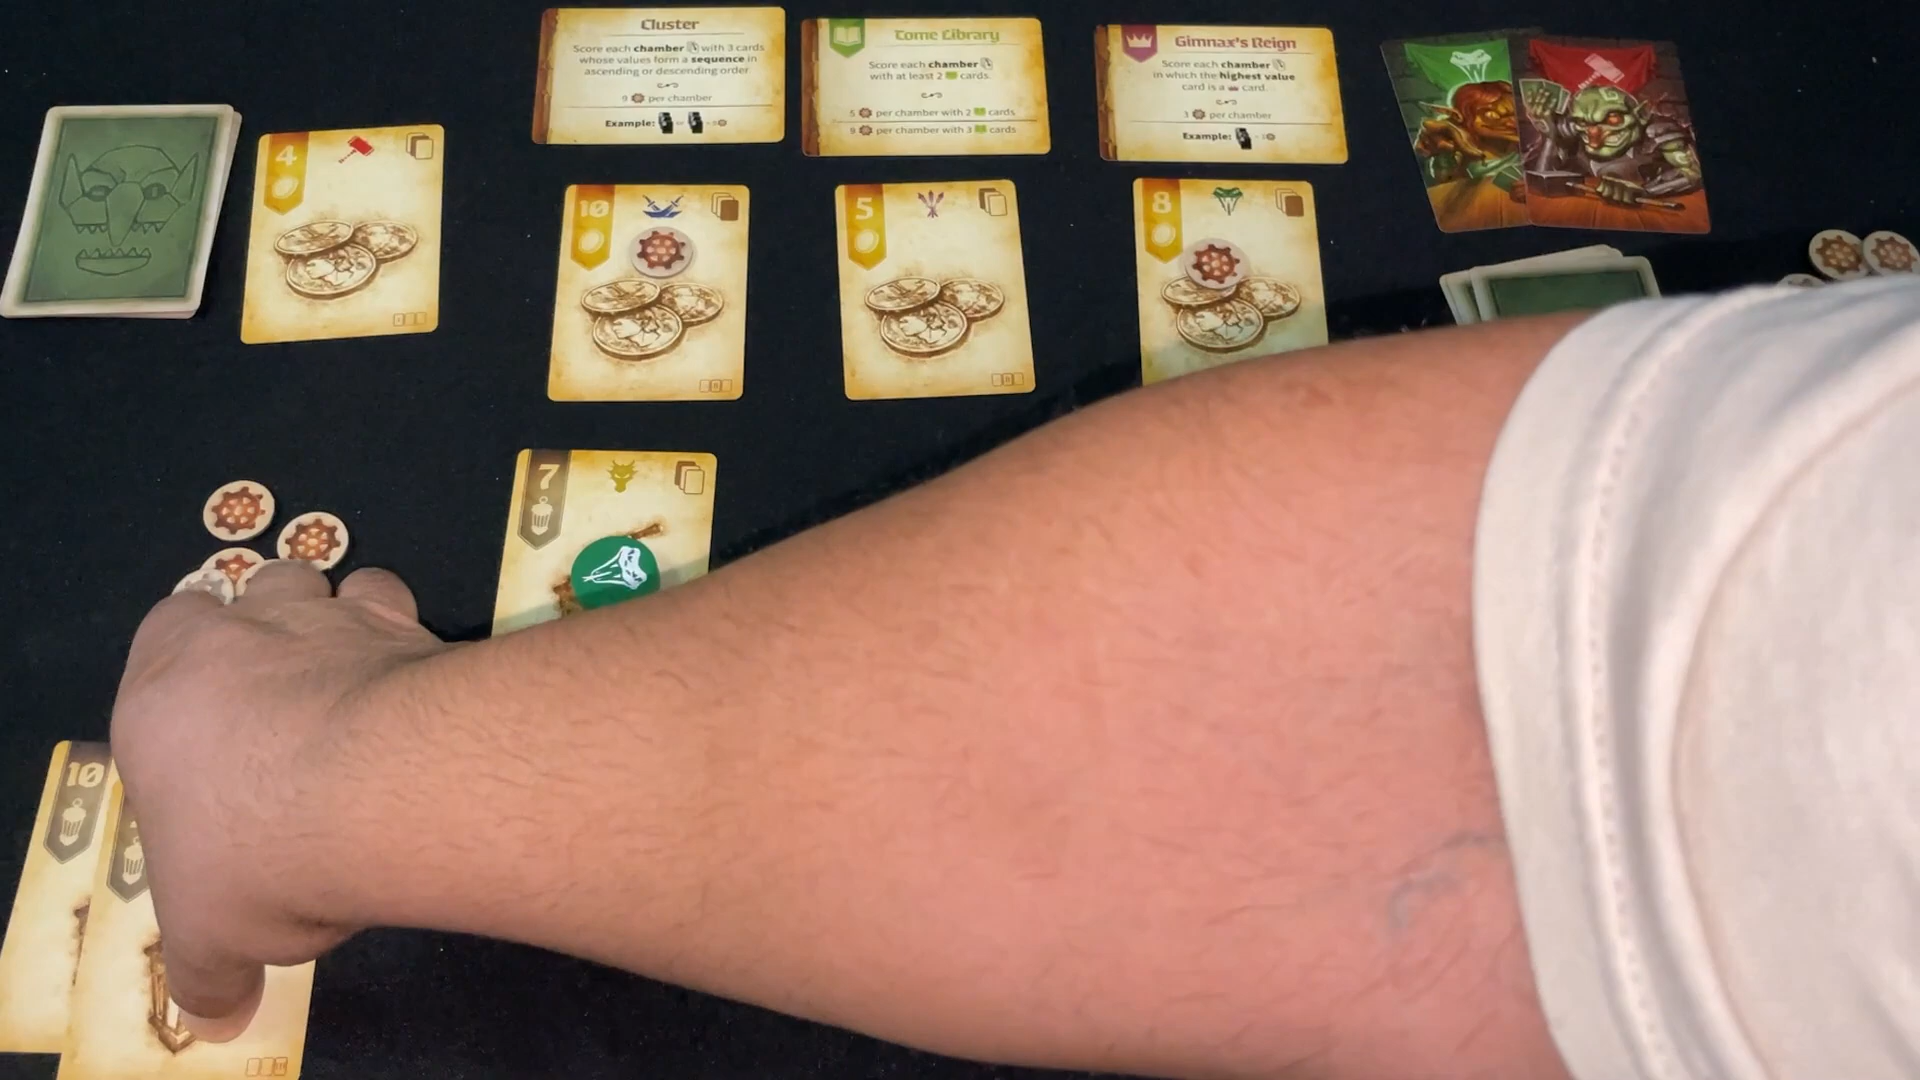 Cluster
Score each chamber with 3 cards
whose values form a sequence in
ascending or descending order
9 per chamber
Example: or
Tome Library
Score each chamber
with at least 2 cards.
5 per chamber with 2 cards
9 per chamber with 3 cards
Gimnax's Reign
Score each chamber
in which the highest value
card is a card.
3 per chamber
Example:
4
10
5
8
7
10